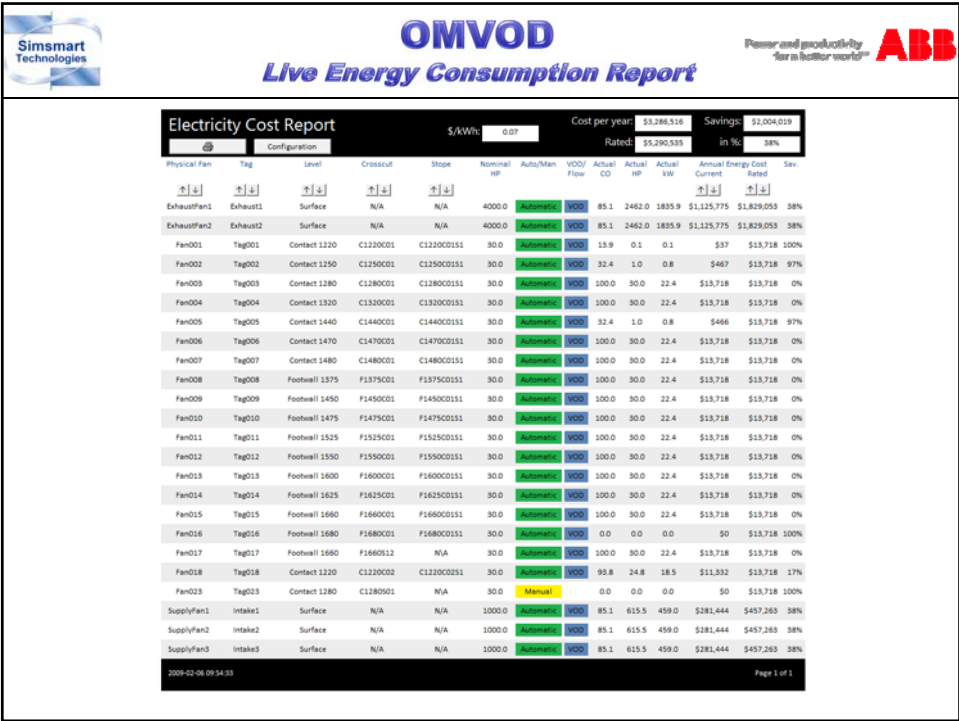 Simsmart
Technologies
OMVOD
Live Energy Consumption Report
Power and productivity
for a better world™
ABB
Electricity Cost Report
Configuration
$/kWh: 0.07
Cost per year: $3,286,516 Savings: $2,004,019
Rated: $5,290,535 in %: 38%
Physical Fan Tag Level Crosscut Stope Nominal HP Auto/Man VOD/Flow Actual CO Actual HP Actual kW Annual Energy Cost Current Rated Sav.
ExhaustFan1 Exhaust1 Surface N/A N/A 4000.0 Automatic VOD 85.1 2462.0 1835.9 $1,125,775 $1,829,053 38%
ExhaustFan2 Exhaust2 Surface N/A N/A 4000.0 Automatic VOD 85.1 2462.0 1835.9 $1,125,775 $1,829,053 38%
Fan001 Tag001 Contact 1220 C1220C01 C1220C01S1 30.0 Automatic VOD 13.9 0.1 0.1 $37 $13,718 100%
Fan002 Tag002 Contact 1250 C1250C01 C1250C01S1 30.0 Automatic VOD 32.4 1.0 0.8 $467 $13,718 97%
Fan003 Tag003 Contact 1280 C1280C01 C1280C01S1 30.0 Automatic VOD 100.0 30.0 22.4 $13,718 $13,718 0%
Fan004 Tag004 Contact 1320 C1320C01 C1320C01S1 30.0 Automatic VOD 100.0 30.0 22.4 $13,718 $13,718 0%
Fan005 Tag005 Contact 1440 C1440C01 C1440C01S1 30.0 Automatic VOD 32.4 1.0 0.8 $466 $13,718 97%
Fan006 Tag006 Contact 1470 C1470C01 C1470C01S1 30.0 Automatic VOD 100.0 30.0 22.4 $13,718 $13,718 0%
Fan007 Tag007 Contact 1480 C1480C01 C1480C01S1 30.0 Automatic VOD 100.0 30.0 22.4 $13,718 $13,718 0%
Fan008 Tag008 Footwall 1375 F1375C01 F1375C01S1 30.0 Automatic VOD 100.0 30.0 22.4 $13,718 $13,718 0%
Fan009 Tag009 Footwall 1450 F1450C01 F1450C01S1 30.0 Automatic VOD 100.0 30.0 22.4 $13,718 $13,718 0%
Fan010 Tag010 Footwall 1475 F1475C01 F1475C01S1 30.0 Automatic VOD 100.0 30.0 22.4 $13,718 $13,718 0%
Fan011 Tag011 Footwall 1525 F1525C01 F1525C01S1 30.0 Automatic VOD 100.0 30.0 22.4 $13,718 $13,718 0%
Fan012 Tag012 Footwall 1550 F1550C01 F1550C01S1 30.0 Automatic VOD 100.0 30.0 22.4 $13,718 $13,718 0%
Fan013 Tag013 Footwall 1600 F1600C01 F1600C01S1 30.0 Automatic VOD 100.0 30.0 22.4 $13,718 $13,718 0%
Fan014 Tag014 Footwall 1625 F1625C01 F1625C01S1 30.0 Automatic VOD 100.0 30.0 22.4 $13,718 $13,718 0%
Fan015 Tag015 Footwall 1660 F1660C01 F1660C01S1 30.0 Automatic VOD 100.0 30.0 22.4 $13,718 $13,718 0%
Fan016 Tag016 Footwall 1680 F1680C01 F1680C01S1 30.0 Automatic VOD 0.0 0.0 0.0 $0 $13,718 100%
Fan017 Tag017 Footwall 1660 F1660S12 N\A 30.0 Automatic VOD 100.0 30.0 22.4 $13,718 $13,718 0%
Fan018 Tag018 Contact 1220 C1220C02 C1220C02S1 30.0 Automatic VOD 93.8 24.8 18.5 $11,332 $13,718 17%
Fan023 Tag023 Contact 1280 C1280S01 N\A 30.0 Manual 0.0 0.0 0.0 $0 $13,718 100%
SupplyFan1 Intake1 Surface N/A N/A 1000.0 Automatic VOD 85.1 615.5 459.0 $281,444 $457,263 38%
SupplyFan2 Intake2 Surface N/A N/A 1000.0 Automatic VOD 85.1 615.5 459.0 $281,444 $457,263 38%
SupplyFan3 Intake3 Surface N/A N/A 1000.0 Automatic VOD 85.1 615.5 459.0 $281,444 $457,263 38%
2009-02-06 09:54:33 Page 1 of 1